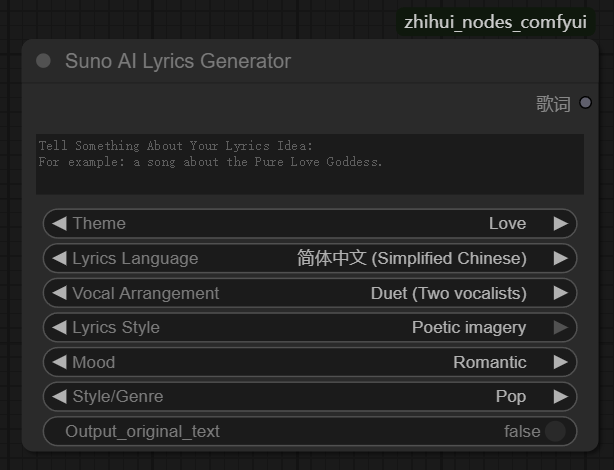 zhihui_nodes_comfyui
Suno AI Lyrics Generator
歌词
Tell Something About Your Lyrics Idea:
For example: a song about the Pure Love Goddess.
Theme Love
Lyrics Language 简体中文 (Simplified Chinese)
Vocal Arrangement Duet (Two vocalists)
Lyrics Style Poetic imagery
Mood Romantic
Style/Genre Pop
Output_original_text false